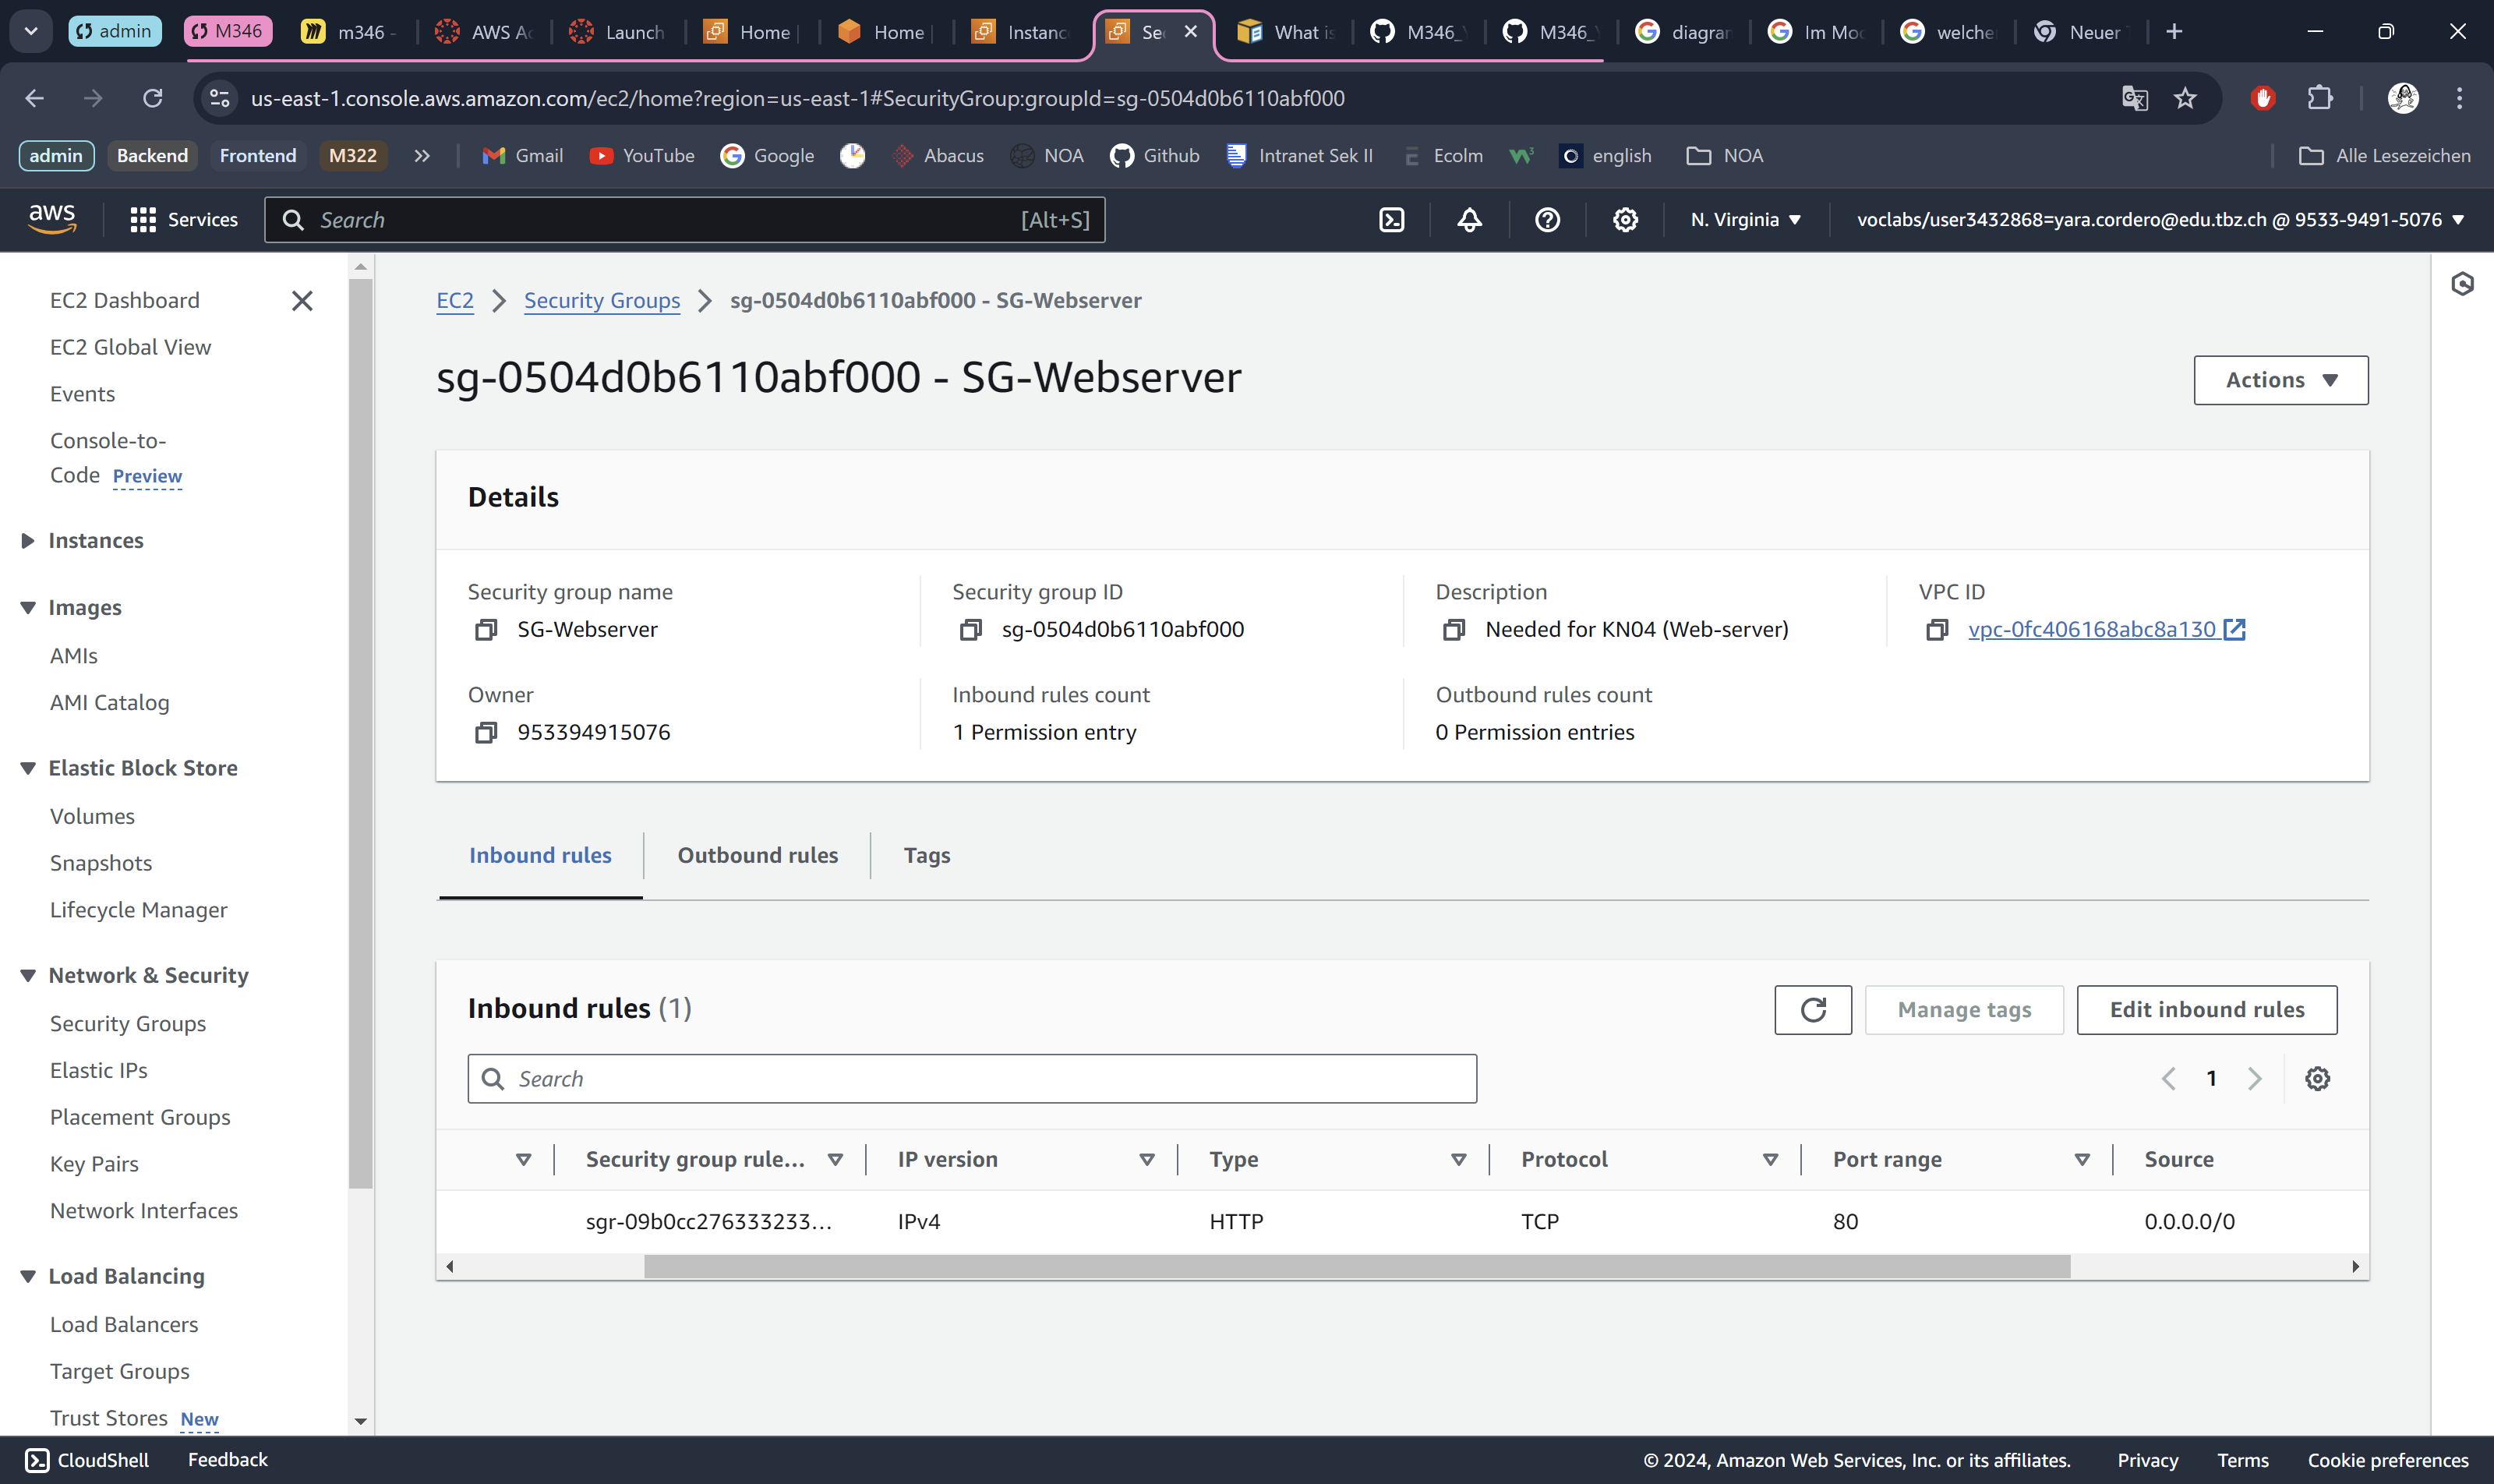 admin M346 m346 - AWS Ac Launch Home Home Instanc Sec What is M346_ M346_ diagran Im Mod welche Neuer
us-east-1.console.aws.amazon.com/ec2/home?region=us-east-1#SecurityGroup:groupId=sg-0504d0b6110abf000
admin Backend Frontend M322 Gmail YouTube Google Abacus NOA Github Intranet Sek II Ecolm english NOA Alle Lesezeichen
aws Services Search [Alt+S] N. Virginia voclabs/user3432868=yara.cordero@edu.tbz.ch @ 9533-9491-5076
EC2 Dashboard
EC2 Global View
Events
Console-to-
Code Preview
Instances
Images
AMIs
AMI Catalog
Elastic Block Store
Volumes
Snapshots
Lifecycle Manager
Network & Security
Security Groups
Elastic IPs
Placement Groups
Key Pairs
Network Interfaces
Load Balancing
Load Balancers
Target Groups
Trust Stores New
EC2 Security Groups sg-0504d0b6110abf000 - SG-Webserver
sg-0504d0b6110abf000 - SG-Webserver
Actions
Details
Security group name
SG-Webserver
Security group ID
sg-0504d0b6110abf000
Description
Needed for KN04 (Web-server)
VPC ID
vpc-0fc406168abc8a130
Owner
953394915076
Inbound rules count
1 Permission entry
Outbound rules count
0 Permission entries
Inbound rules Outbound rules Tags
Inbound rules (1)
Manage tags Edit inbound rules
Search
1
Security group rule... IP version Type Protocol Port range Source
sgr-09b0cc276333233... IPv4 HTTP TCP 80 0.0.0.0/0
CloudShell Feedback © 2024, Amazon Web Services, Inc. or its affiliates. Privacy Terms Cookie preferences